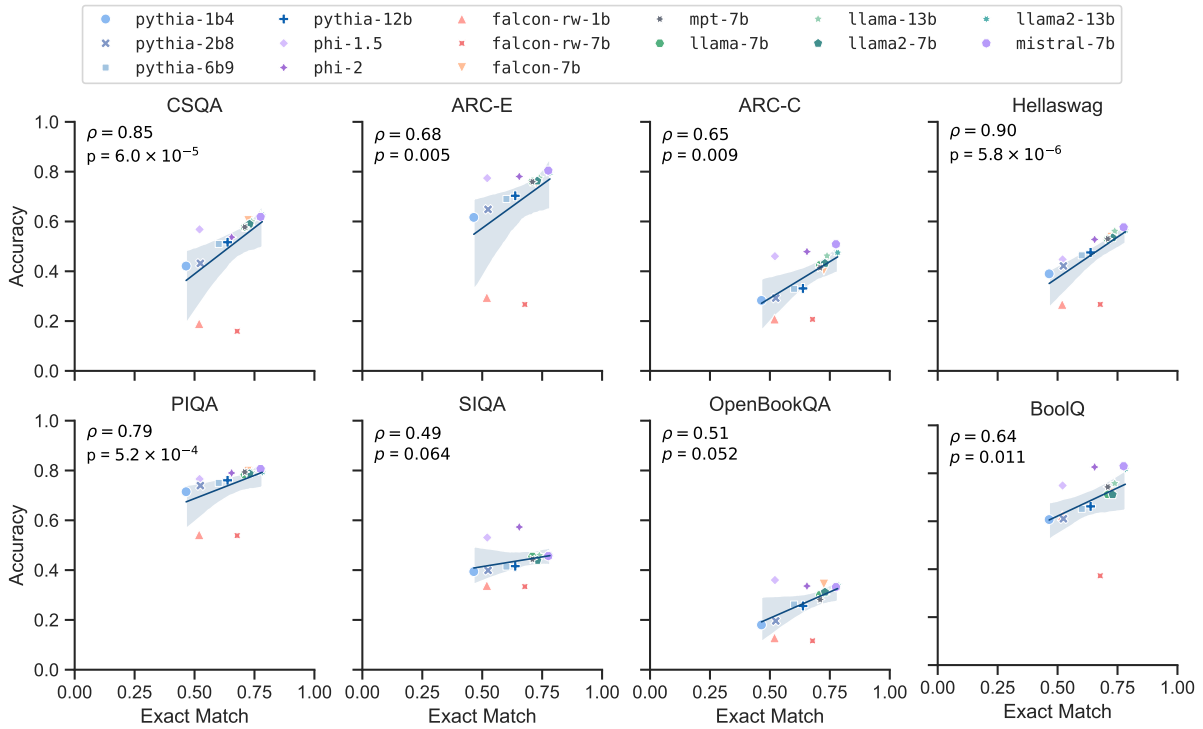 pythia-1b4 pythia-12b falcon-rw-1b mpt-7b llama-13b llama2-13b
pythia-2b8 phi-1.5 falcon-rw-7b llama-7b llama2-7b mistral-7b
pythia-6b9 phi-2 falcon-7b
CSQA ARC-E ARC-C Hellaswag
ρ = 0.85 ρ = 0.68 ρ = 0.65 ρ = 0.90
p = 6.0 × 10⁻⁵ p = 0.005 p = 0.009 p = 5.8 × 10⁻⁶
1.0
0.8
0.6
0.4
0.2
0.0
Accuracy
PIQA SIQA OpenBookQA BoolQ
ρ = 0.79 ρ = 0.49 ρ = 0.51 ρ = 0.64
p = 5.2 × 10⁻⁴ p = 0.064 p = 0.052 p = 0.011
1.0
0.8
0.6
0.4
0.2
0.0
Accuracy
0.00 0.25 0.50 0.75 1.00 0.00 0.25 0.50 0.75 1.00 0.00 0.25 0.50 0.75 1.00 0.00 0.25 0.50 0.75 1.00
Exact Match Exact Match Exact Match Exact Match